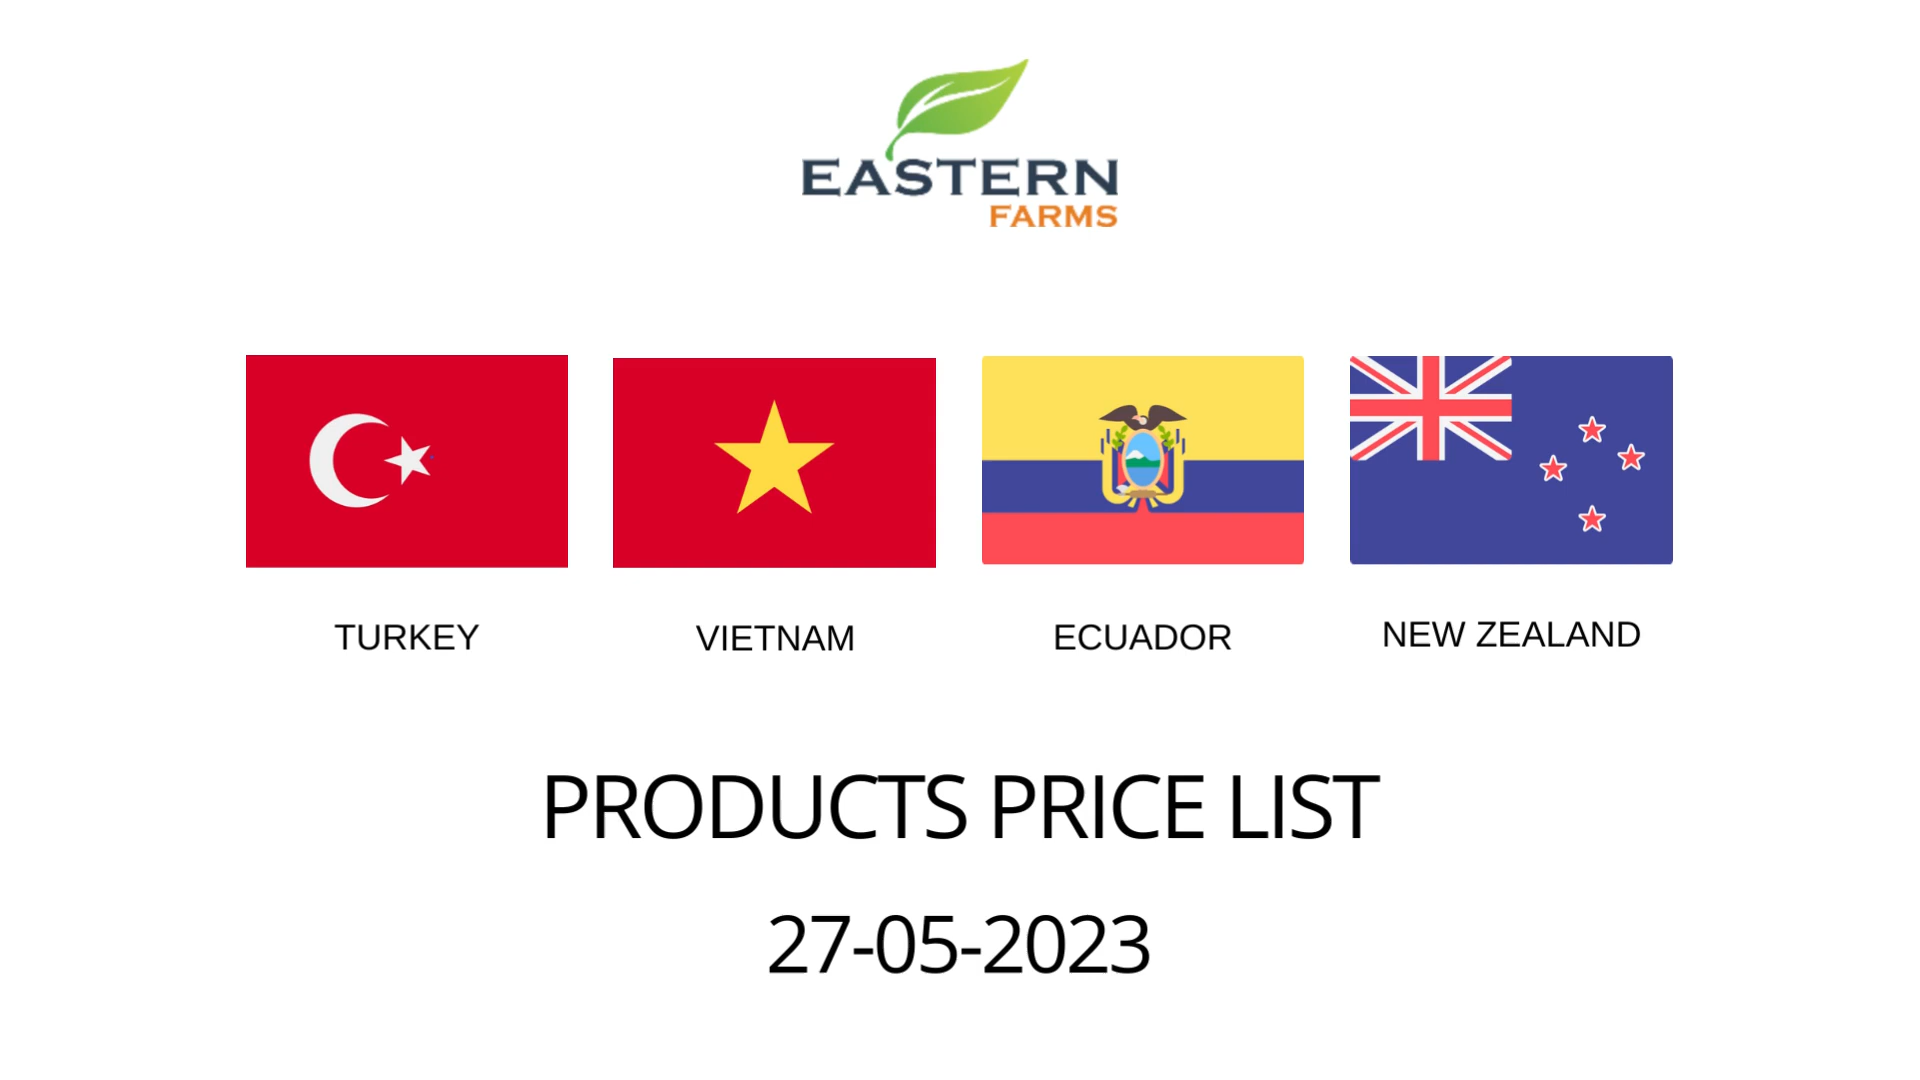 EASTERN
FARMS
TURKEY
VIETNAM
ECUADOR
NEW ZEALAND
PRODUCTS PRICE LIST
27-05-2023